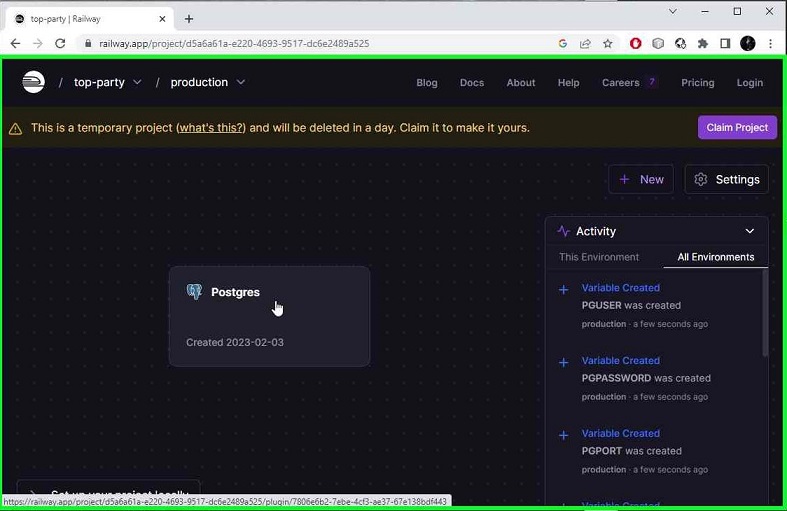 top-party | Railway
railway.app/project/d5a6a61a-e220-4693-9517-dc6e2489a525
/ top-party / production Blog Docs About Help Careers 7 Pricing Login
This is a temporary project (what's this?) and will be deleted in a day. Claim it to make it yours. Claim Project
+ New Settings
Activity
This Environment All Environments
Postgres
Created 2023-02-03
Variable Created
PGUSER was created
production · a few seconds ago
Variable Created
PGPASSWORD was created
production · a few seconds ago
Variable Created
PGPORT was created
production · a few seconds ago
Variable Created
Set up your project locally
https://railway.app/project/d5a6a61a-e220-4693-9517-dc6e2489a525/plugin/7806e6b2-7ebe-4cf3-ae37-67e138bdf443